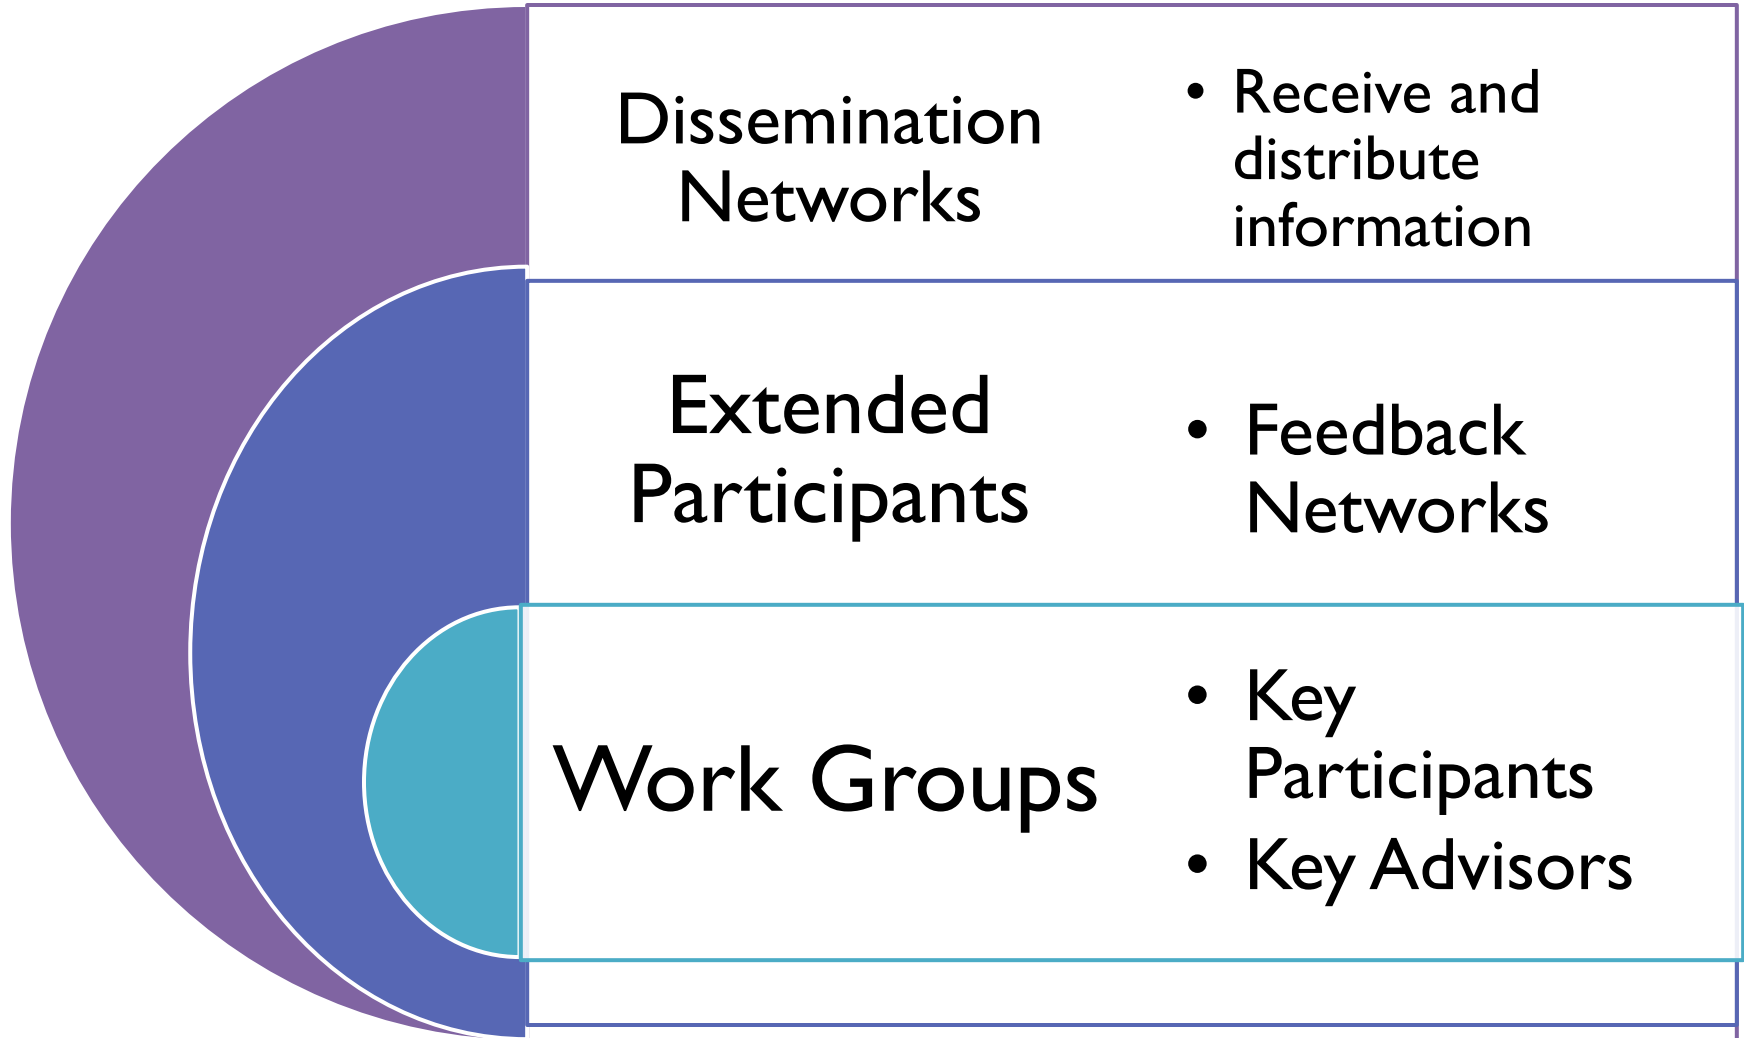 Dissemination
Networks
• Receive and
distribute
information
Extended
Participants
• Feedback
Networks
Work Groups
• Key
Participants
• Key Advisors